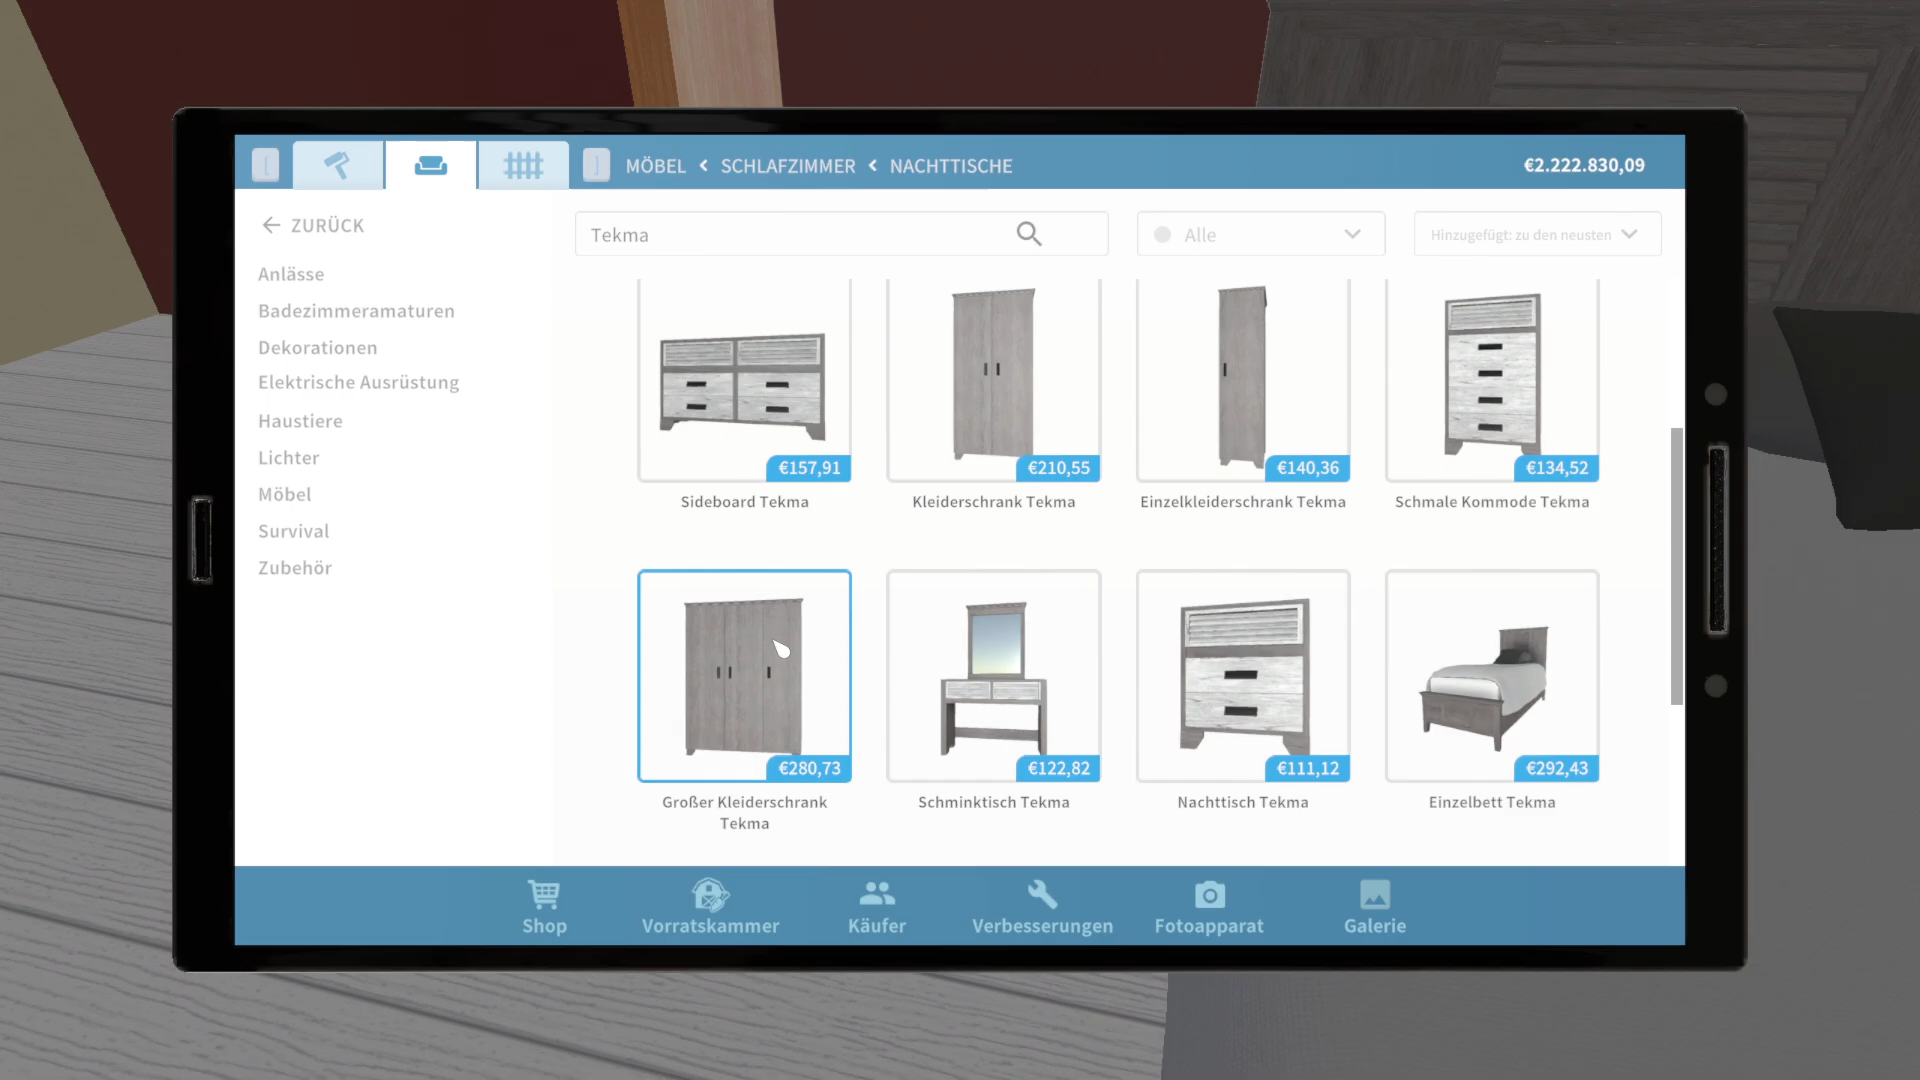 MÖBEL < SCHLAFZIMMER < NACHTTISCHE
€2.222.830,09
ZURÜCK
Tekma
Alle
Hinzugefügt: zu den neusten
Anlässe
Badezimmeramaturen
Dekorationen
Elektrische Ausrüstung
Haustiere
Lichter
Möbel
Survival
Zubehör
€157,91
€210,55
€140,36
€134,52
Sideboard Tekma
Kleiderschrank Tekma
Einzelkleiderschrank Tekma
Schmale Kommode Tekma
€280,73
€122,82
€111,12
€292,43
Großer Kleiderschrank
Tekma
Schminktisch Tekma
Nachttisch Tekma
Einzelbett Tekma
Shop
Vorratskammer
Käufer
Verbesserungen
Fotoapparat
Galerie